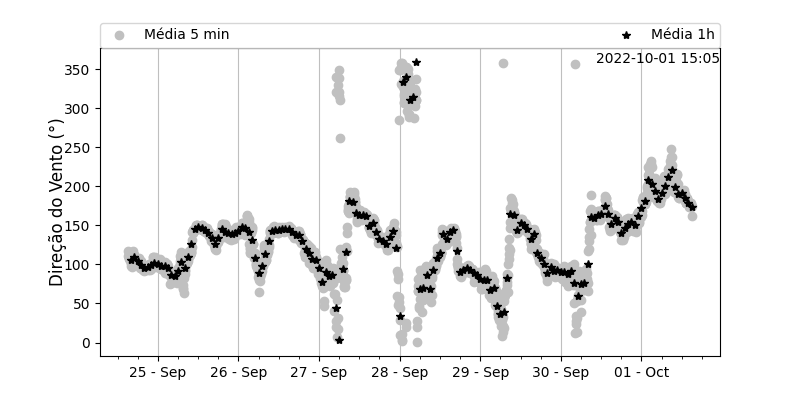 Média 5 min
Média 1h
2022-10-01 15:05
Direção do Vento (°)
350
300
250
200
150
100
50
0
25 - Sep
26 - Sep
27 - Sep
28 - Sep
29 - Sep
30 - Sep
01 - Oct